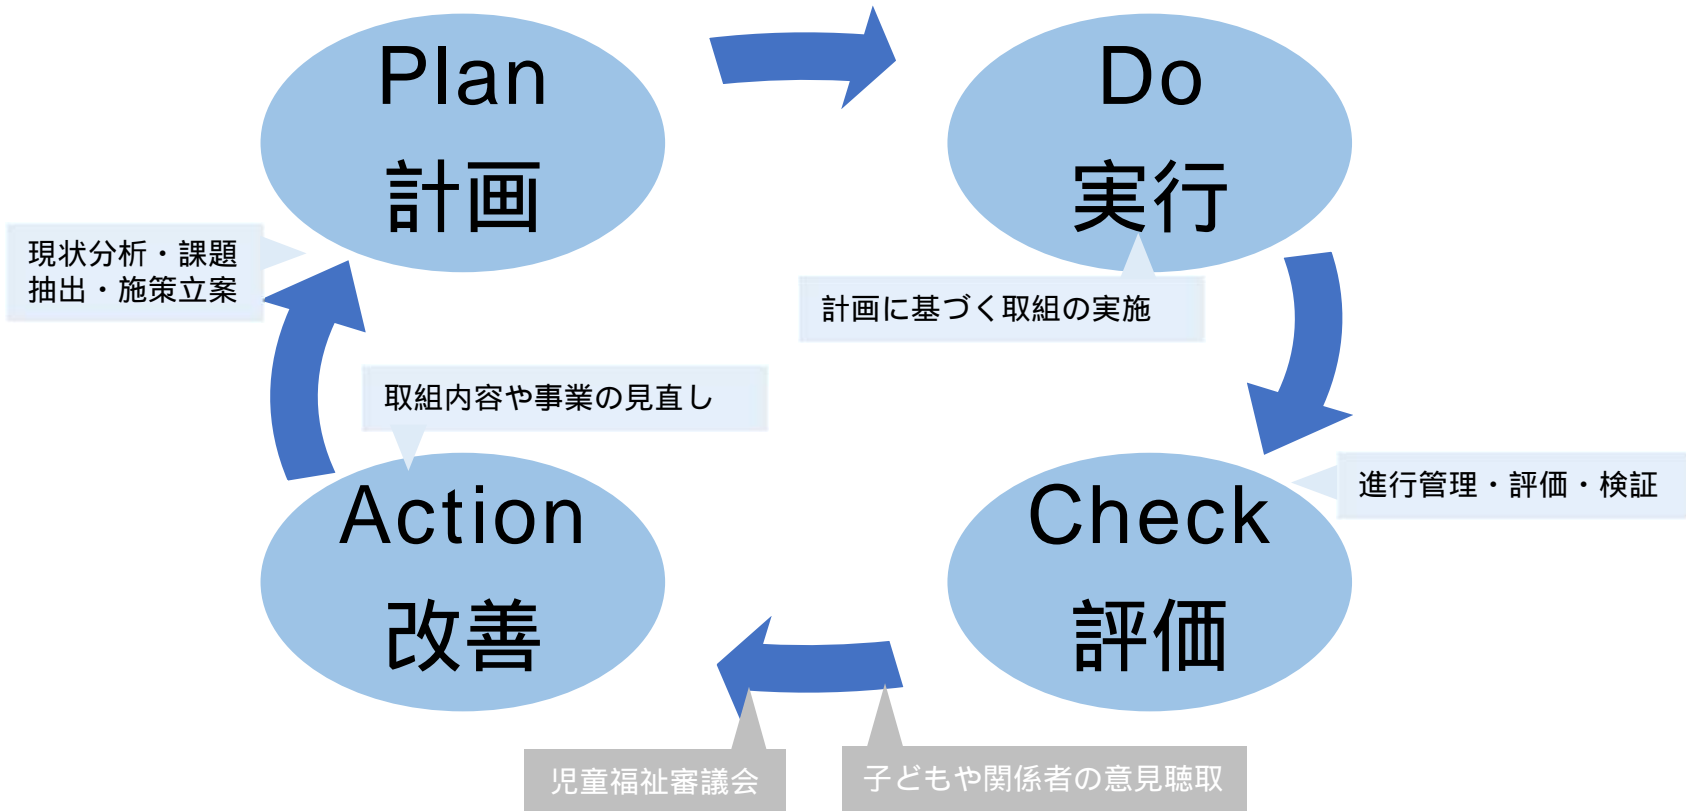 Plan
計画
Do
実行
現状分析・課題
抽出・施策立案
計画に基づく取組の実施
取組内容や事業の見直し
Action
改善
Check
評価
進行管理・評価・検証
児童福祉審議会
子どもや関係者の意見聴取